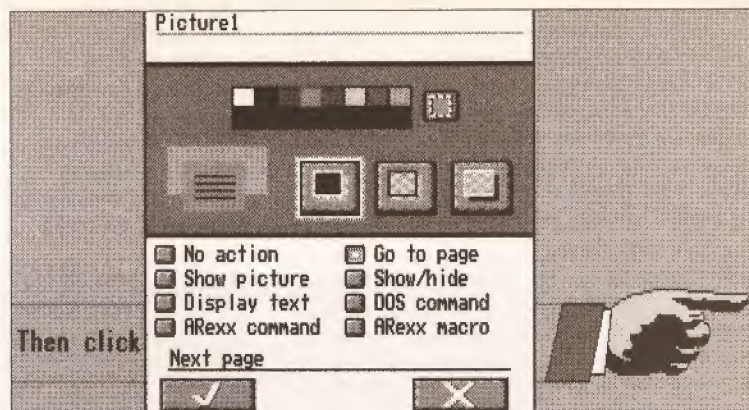 Picture1
No action
Go to page
Show picture
Show/hide
Display text
DOS command
ARexx command
ARexx macro
Then click
Next page